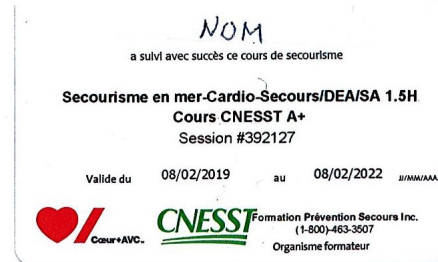 NOM
a suivi avec succès ce cours de secourisme
Secourisme en mer-Cardio-Secours/DEA/SA 1.5H
Cours CNESST A+
Session #392127
Valide du 08/02/2019 au 08/02/2022 JJ/MM/AAA
Cœur+AVC™
CNESST
Formation Prévention Secours Inc.
(1-800)-463-3507
Organisme formateur